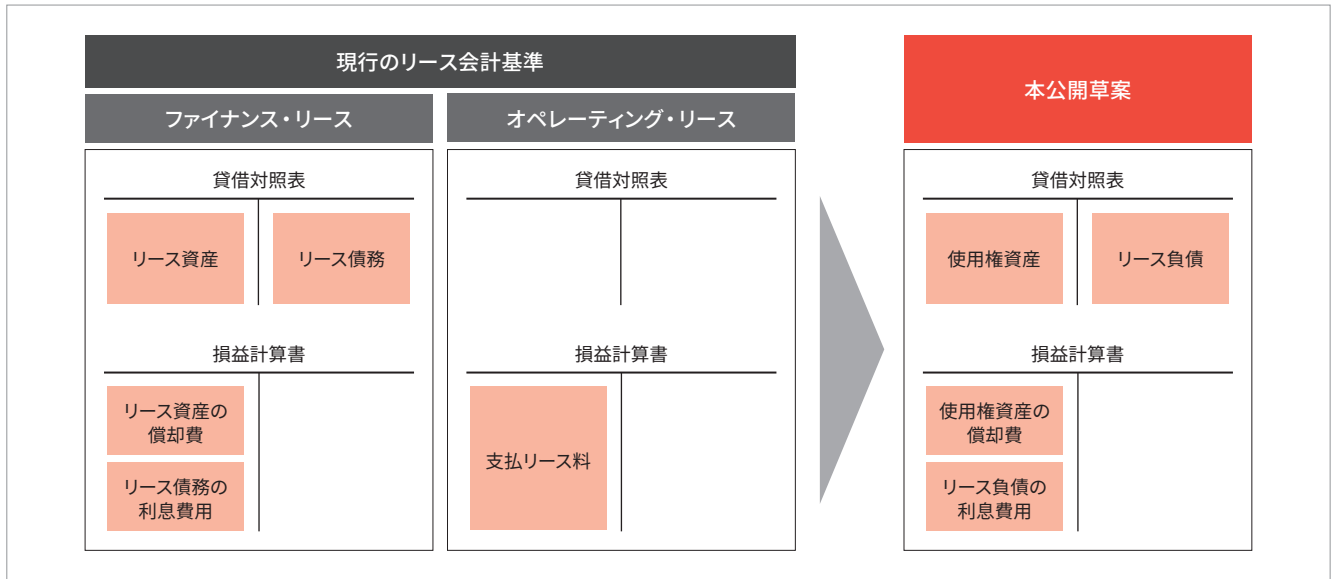 現行のリース会計基準
ファイナンス・リース
オペレーティング・リース
本公開草案
貸借対照表
リース資産
リース債務
損益計算書
リース資産の
償却費
リース債務の
利息費用
貸借対照表
損益計算書
支払リース料
貸借対照表
使用権資産
リース負債
損益計算書
使用権資産の
償却費
リース負債の
利息費用